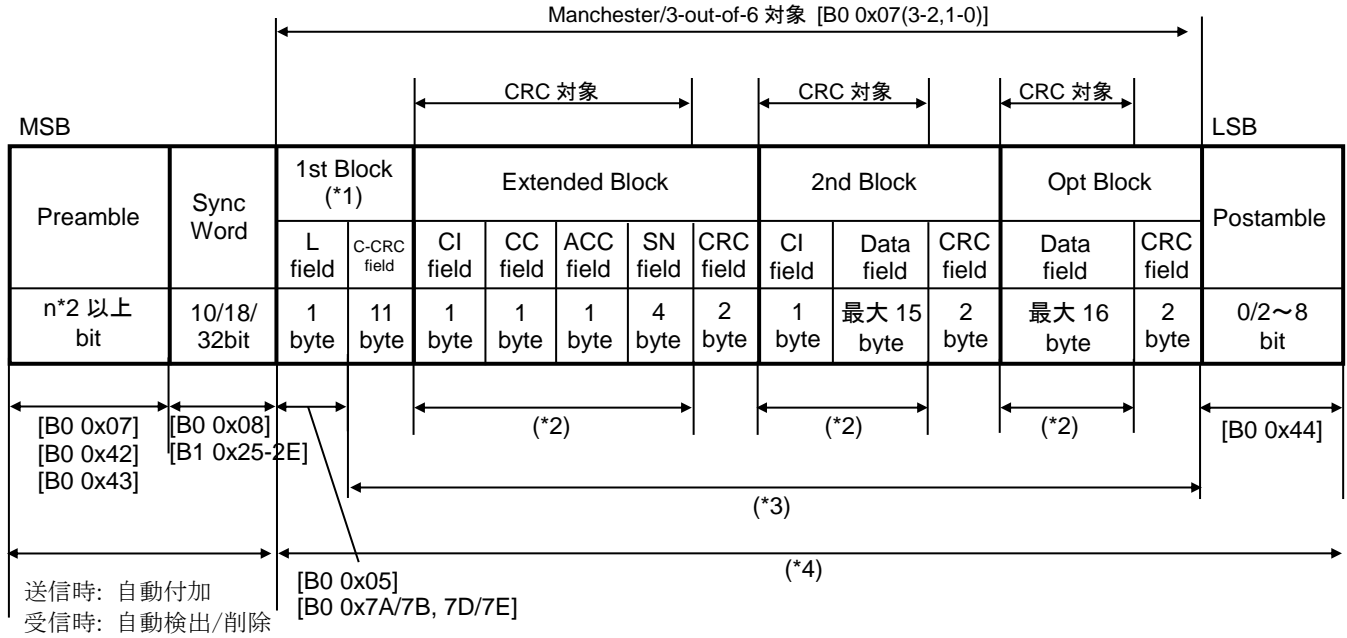 Manchester/3-out-of-6 対象 [B0 0x07(3-2,1-0)]
CRC 対象
CRC 対象
CRC 対象
MSB
LSB
Preamble
Sync
Word
1st Block
(*1)
Extended Block
2nd Block
Opt Block
Postamble
L
field
C-CRC
field
CI
field
CC
field
ACC
field
SN
field
CRC
field
CI
field
Data
field
CRC
field
Data
field
CRC
field
n*2 以上
bit
10/18/
32bit
1
byte
11
byte
1
byte
1
byte
1
byte
4
byte
2
byte
1
byte
最大 15
byte
2
byte
最大 16
byte
2
byte
0/2～8
bit
[B0 0x07]
[B0 0x42]
[B0 0x43]
[B0 0x08]
[B1 0x25-2E]
(*2)
(*2)
(*2)
[B0 0x44]
(*3)
(*4)
[B0 0x05]
[B0 0x7A/7B, 7D/7E]
送信時: 自動付加
受信時: 自動検出/削除